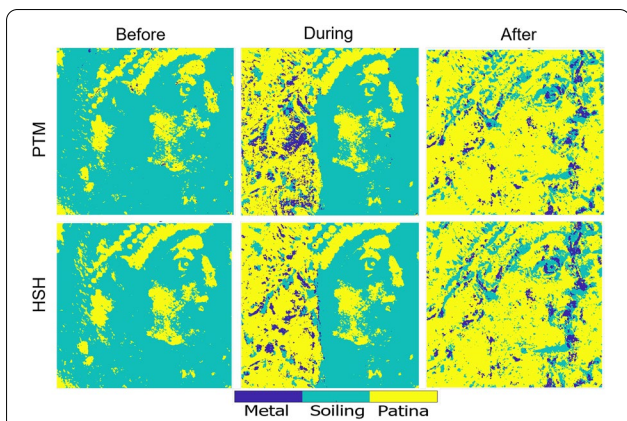 Before During After
PTM
HSH
Metal Soiling Patina